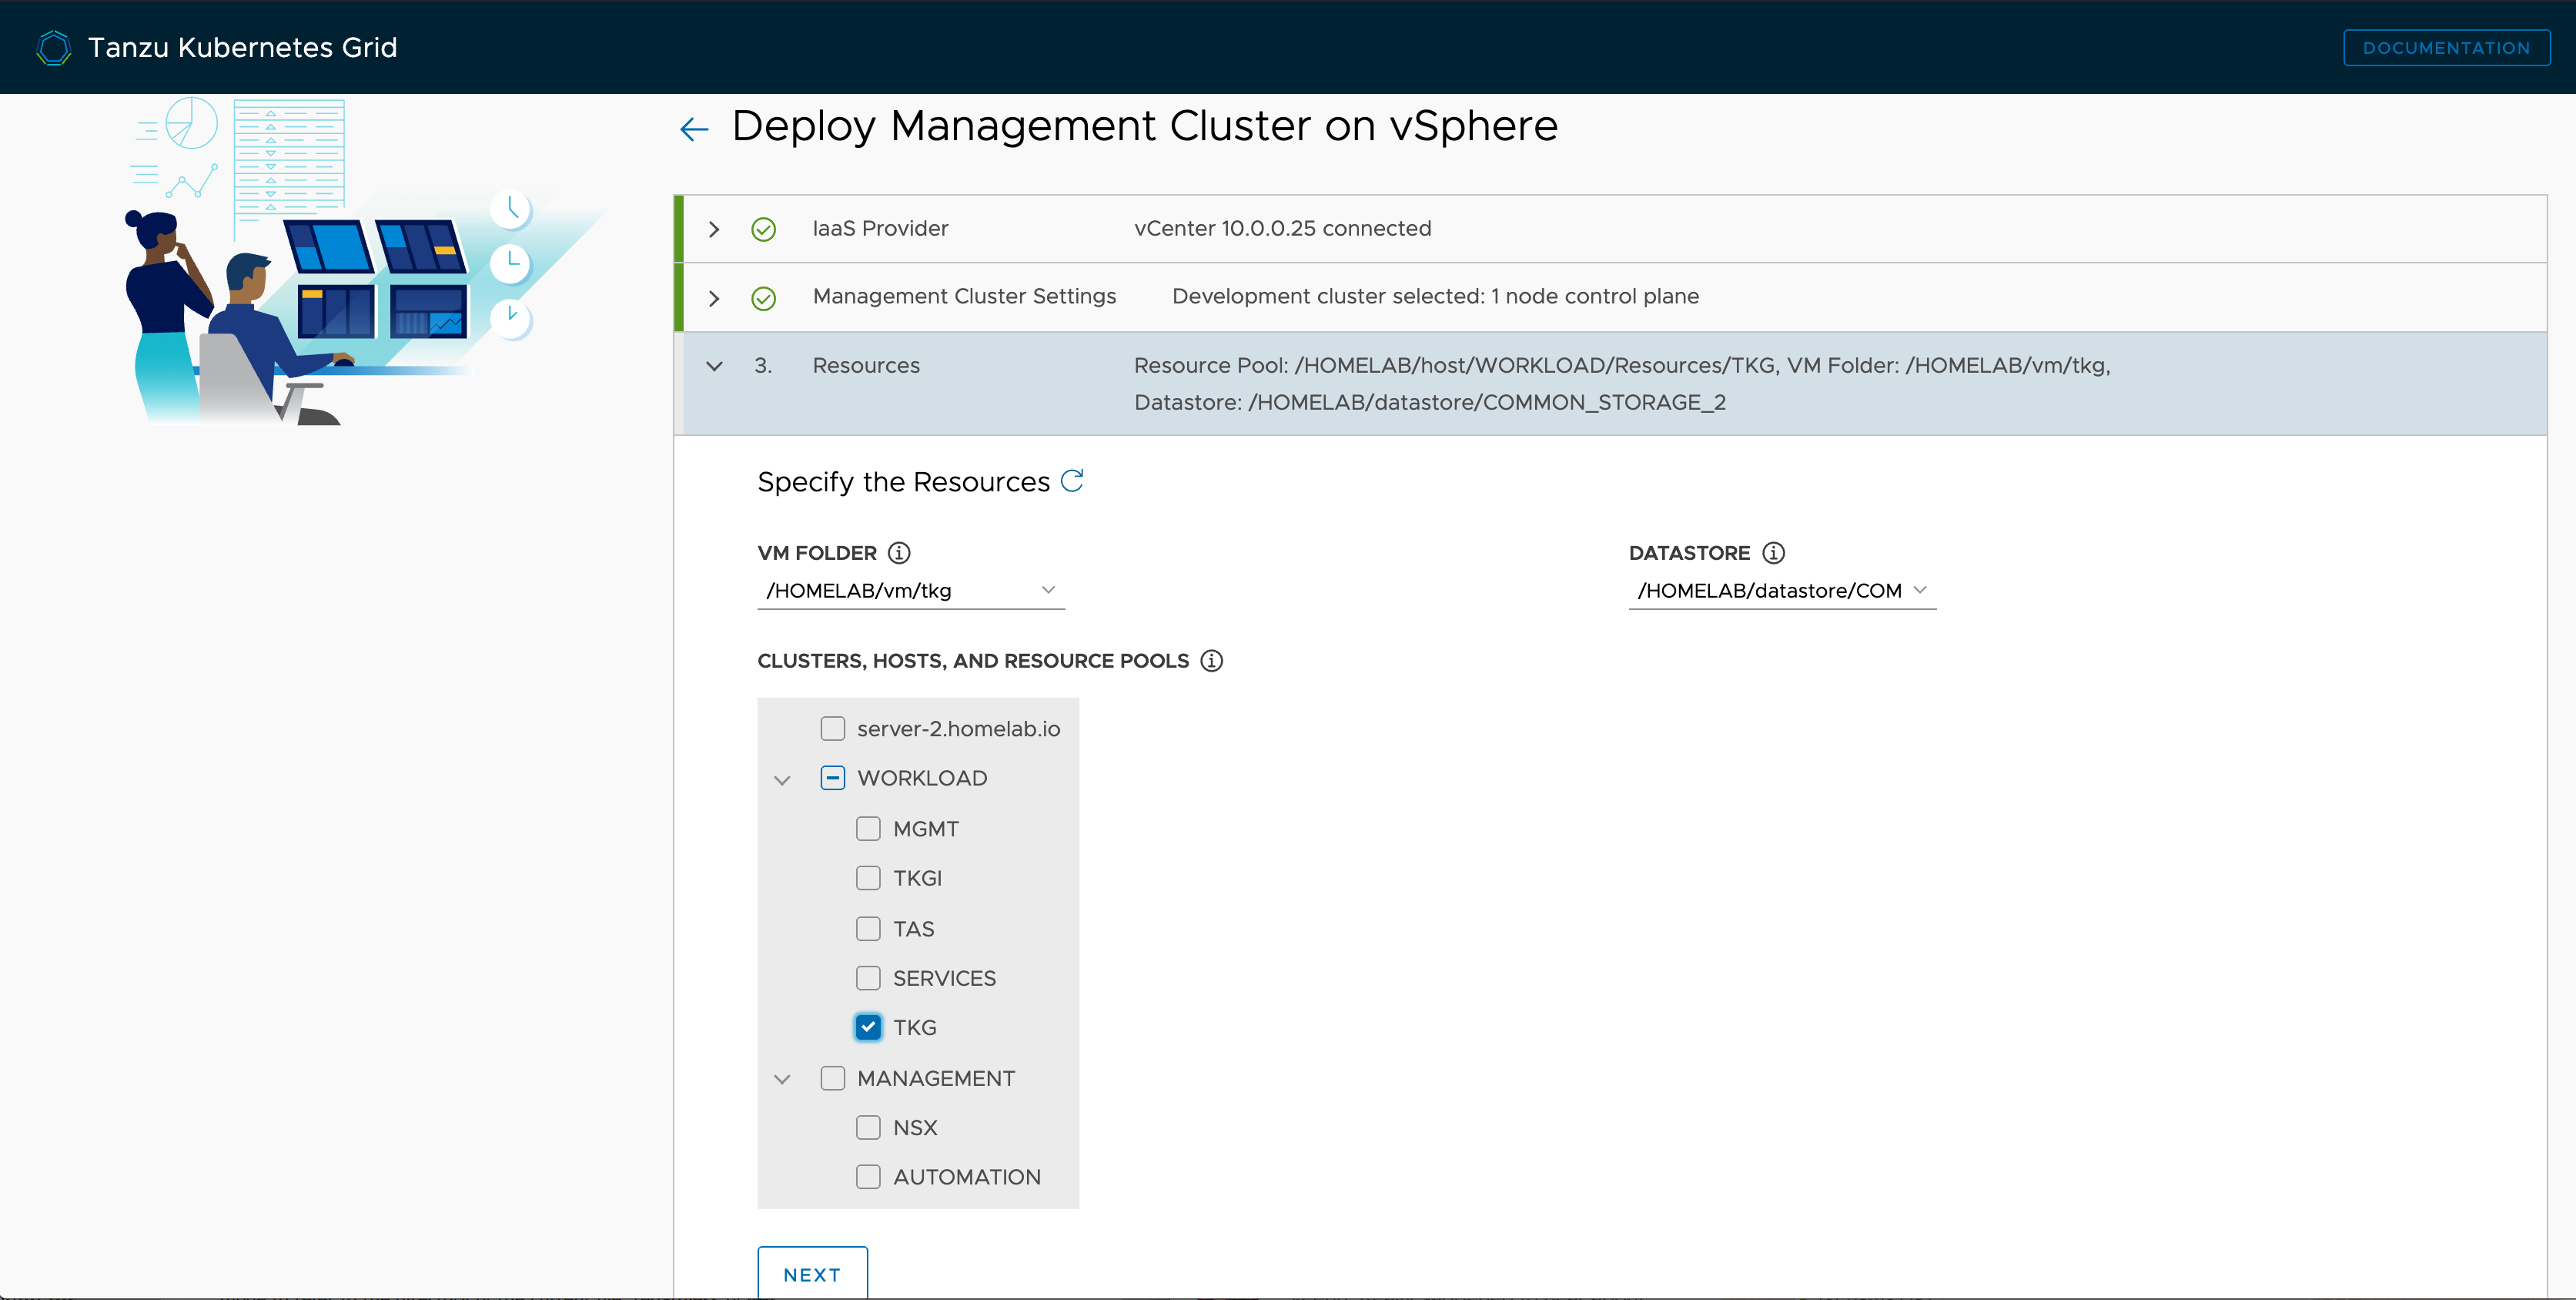 Tanzu Kubernetes Grid
DOCUMENTATION
Deploy Management Cluster on vSphere
IaaS Provider vCenter 10.0.0.25 connected
Management Cluster Settings Development cluster selected: 1 node control plane
3. Resources Resource Pool: /HOMELAB/host/WORKLOAD/Resources/TKG, VM Folder: /HOMELAB/vm/tkg,
Datastore: /HOMELAB/datastore/COMMON_STORAGE_2
Specify the Resources
VM FOLDER
/HOMELAB/vm/tkg
DATASTORE
/HOMELAB/datastore/COM
CLUSTERS, HOSTS, AND RESOURCE POOLS
server-2.homelab.io
WORKLOAD
MGMT
TKGI
TAS
SERVICES
TKG
MANAGEMENT
NSX
AUTOMATION
NEXT